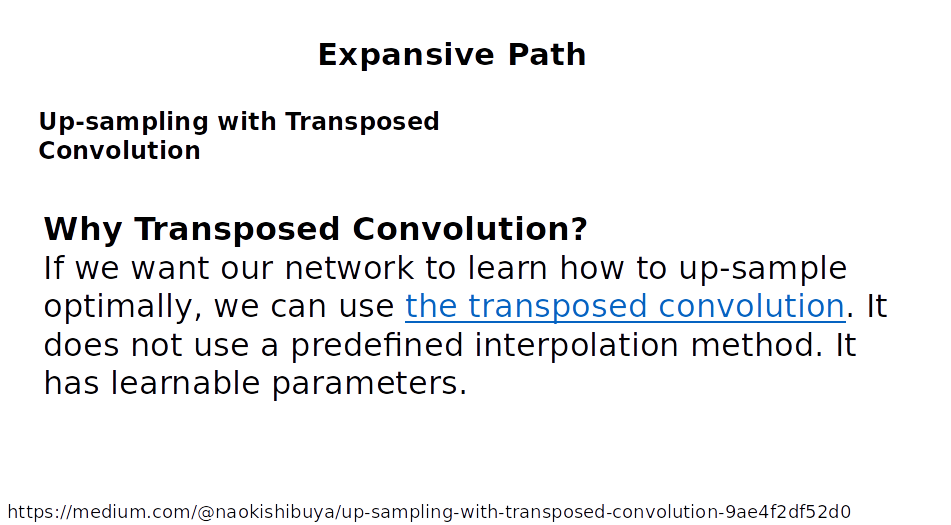 Expansive Path
Up-sampling with Transposed
Convolution
Why Transposed Convolution?
If we want our network to learn how to up-sample
optimally, we can use the transposed convolution. It
does not use a predefined interpolation method. It
has learnable parameters.
https://medium.com/@naokishibuya/up-sampling-with-transposed-convolution-9ae4f2df52d0